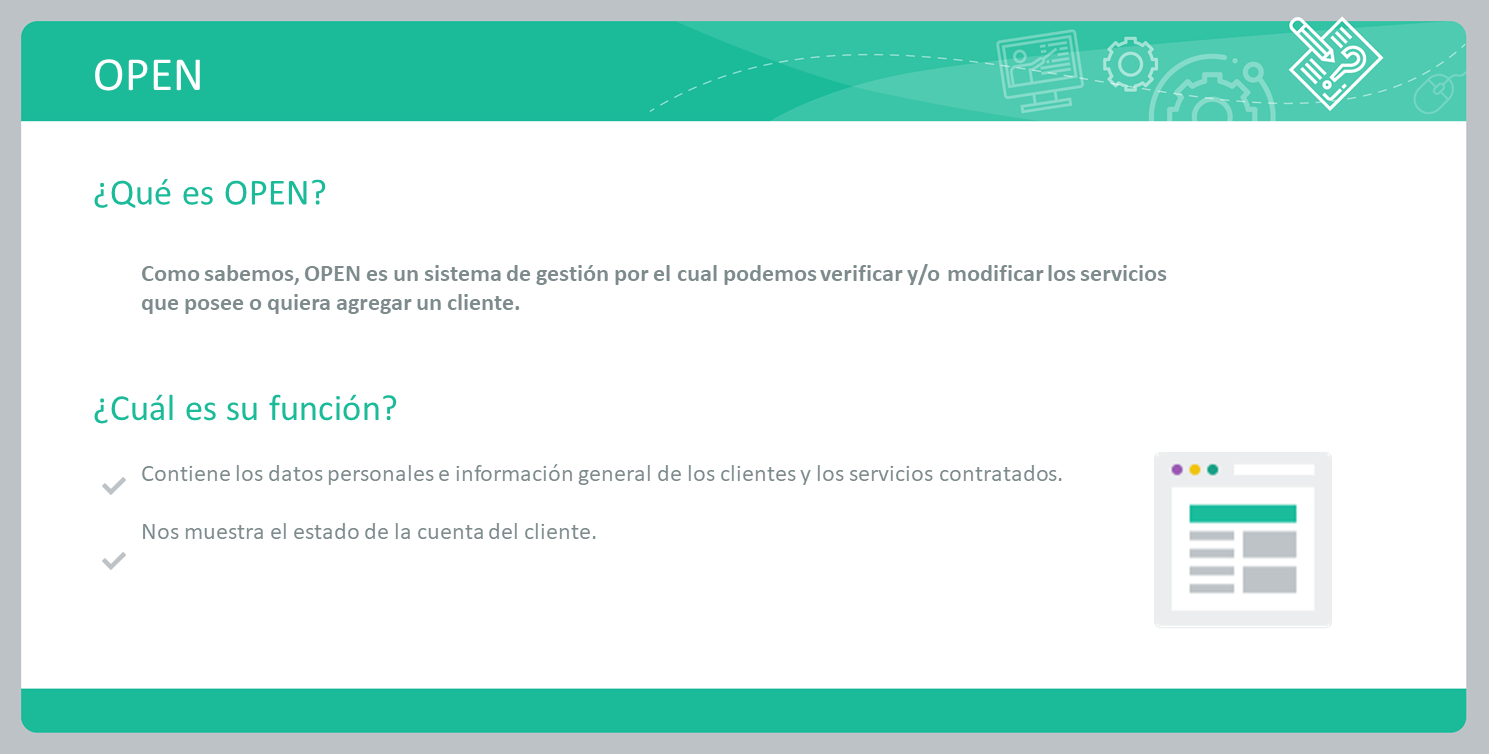 OPEN
¿Qué es OPEN?
Como sabemos, OPEN es un sistema de gestión por el cual podemos verificar y/o modificar los servicios
que posee o quiera agregar un cliente.
¿Cuál es su función?
Contiene los datos personales e información general de los clientes y los servicios contratados.
Nos muestra el estado de la cuenta del cliente.